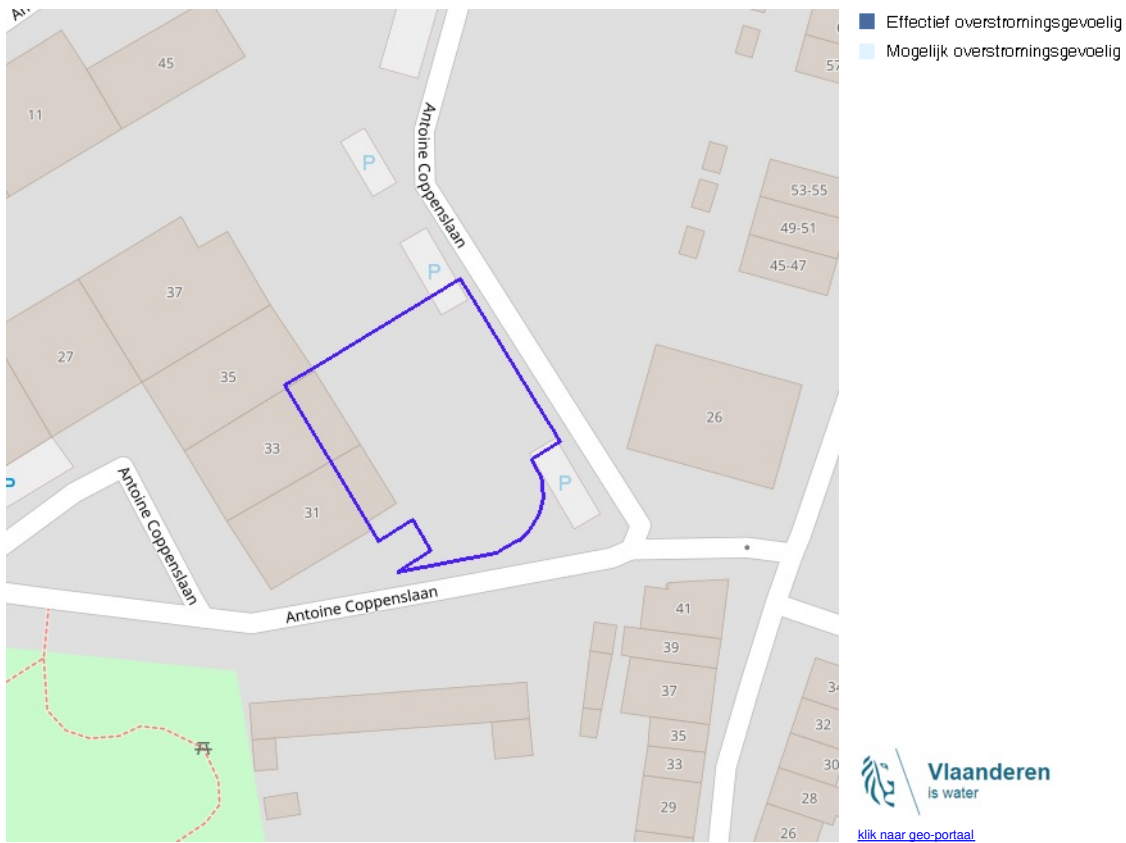 Effectief overstromingsgevoelig
Mogelijk overstromingsgevoelig
45
11
P
Antoine Coppenslaan
53-55
49-51
45-47
P
37
27
35
26
33
P
P
31
Antoine Coppenslaan
Antoine Coppenslaan
41
39
37
35
33
29
32
30
28
26
Vlaanderen
is water
klik naar geo-portaal